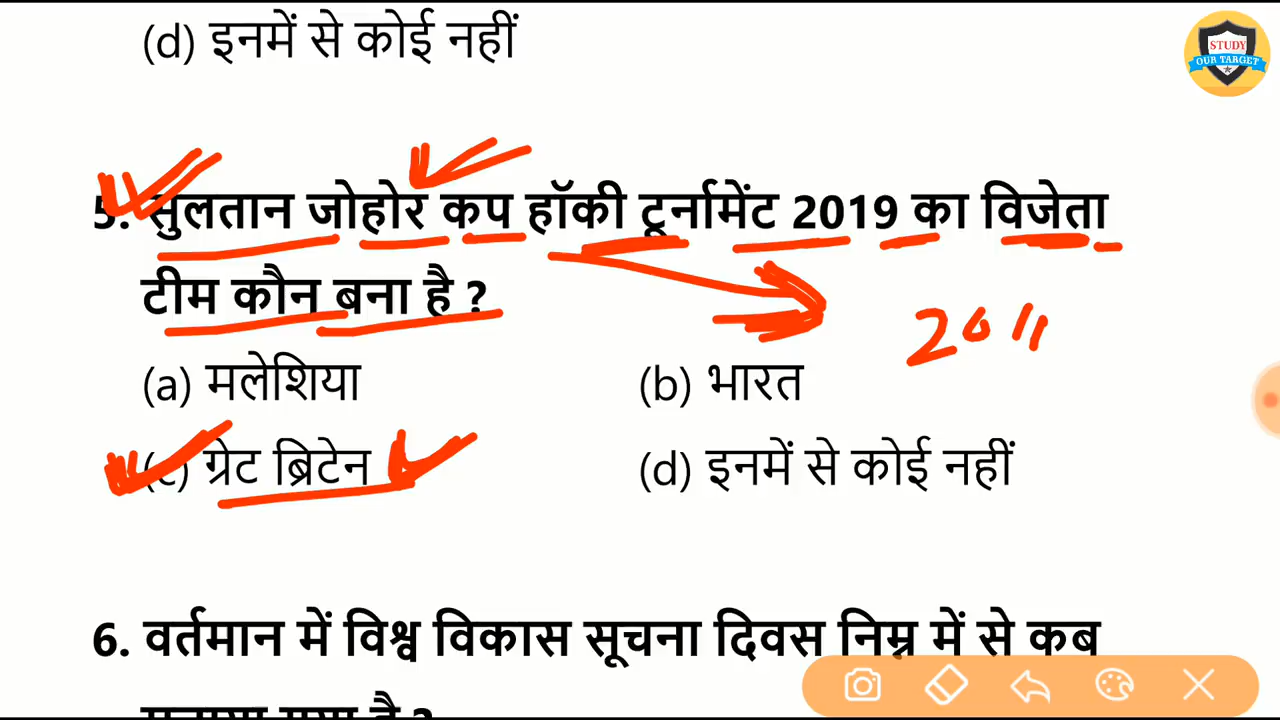 (d) इनमें से कोई नहीं
STUDY
OUR TARGET
5. सुलतान जोहोर कप हॉकी टूर्नामेंट 2019 का विजेता
टीम कौन बना है ?
2011
(a) मलेशिया (b) भारत
(c) ग्रेट ब्रिटेन (d) इनमें से कोई नहीं
6. वर्तमान में विश्व विकास सूचना दिवस निम्न में से कब